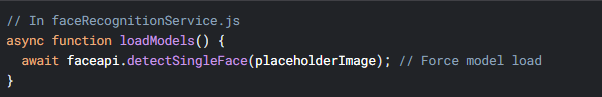 // In faceRecognitionService.js
async function loadModels() {
  await faceapi.detectSingleFace(placeholderImage); // Force model load
}